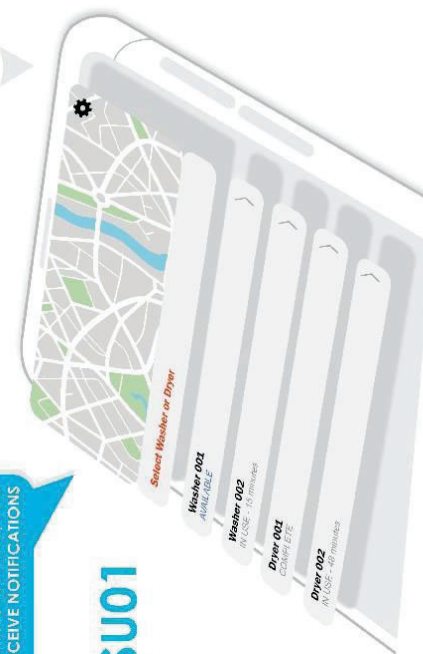 CEIVE NOTIFICATIONS
SU01
Select Washer or Dryer
Washer 001
AVAILABLE
Washer 002
IN USE - 15 minutes
Dryer 001
COMPLETE
Dryer 002
IN USE - 48 minutes